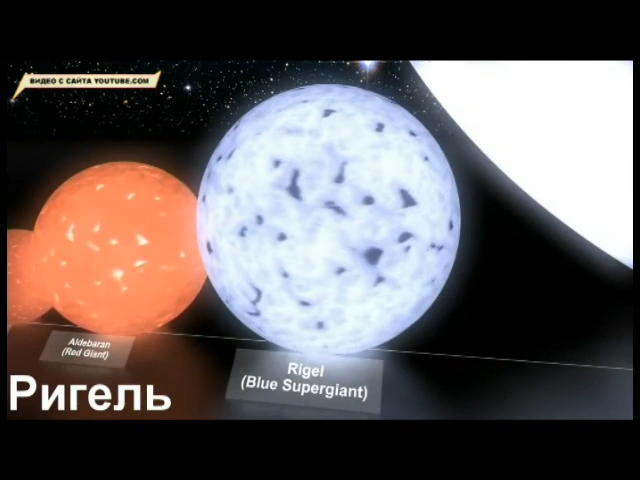 ВИДЕО С САЙТА YOUTUBE.COM
Aldebaran
(Red Giant)
Rigel
(Blue Supergiant)
Ригель